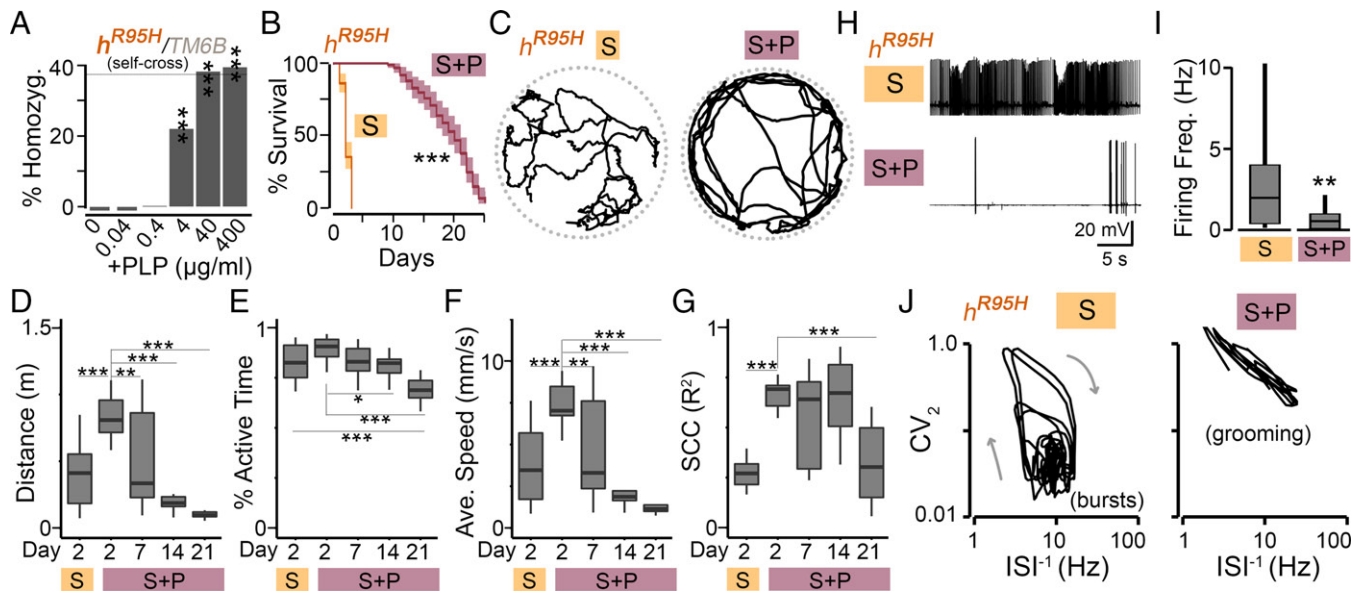 A
h^R95H/TM6B
(self-cross)
% Homozyg.
40
20
0
***
***
***
0
0.04
0.4
4
40
400
+PLP (µg/ml)
B
h^R95H
S+P
S
***
% Survival
100
50
0
0
10
20
Days
C
h^R95H
S
S+P
H
h^R95H
S
S+P
20 mV
5 s
I
Firing Freq. (Hz)
10
5
0
**
S
S+P
D
Distance (m)
1.5
0
***
***
***
**
Day
2
2
7
14
21
S
S+P
E
% Active Time
1
0
*
***
***
Day
2
2
7
14
21
S
S+P
F
Ave. Speed (mm/s)
10
0
***
***
***
**
Day
2
2
7
14
21
S
S+P
G
SCC (R²)
1
0
***
***
Day
2
2
7
14
21
S
S+P
J
h^R95H
S
S+P
CV₂
1.0
0.01
(bursts)
(grooming)
1
10
100
ISI⁻¹ (Hz)
1
10
100
ISI⁻¹ (Hz)